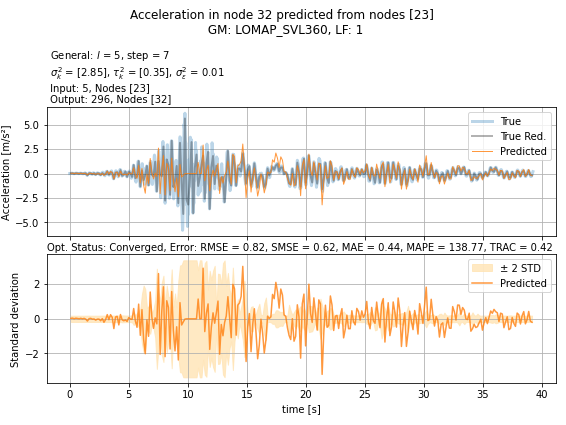 Acceleration in node 32 predicted from nodes [23]
GM: LOMAP_SVL360, LF: 1
General: l = 5, step = 7
σ²ₖ = [2.85], τ²ₖ = [0.35], σ²ε = 0.01
Input: 5, Nodes [23]
Output: 296, Nodes [32]
Acceleration [m/s²]
5.0
2.5
0.0
−2.5
−5.0
True
True Red.
Predicted
Opt. Status: Converged, Error: RMSE = 0.82, SMSE = 0.62, MAE = 0.44, MAPE = 138.77, TRAC = 0.42
Standard deviation
2
0
−2
± 2 STD
Predicted
0 5 10 15 20 25 30 35 40
time [s]